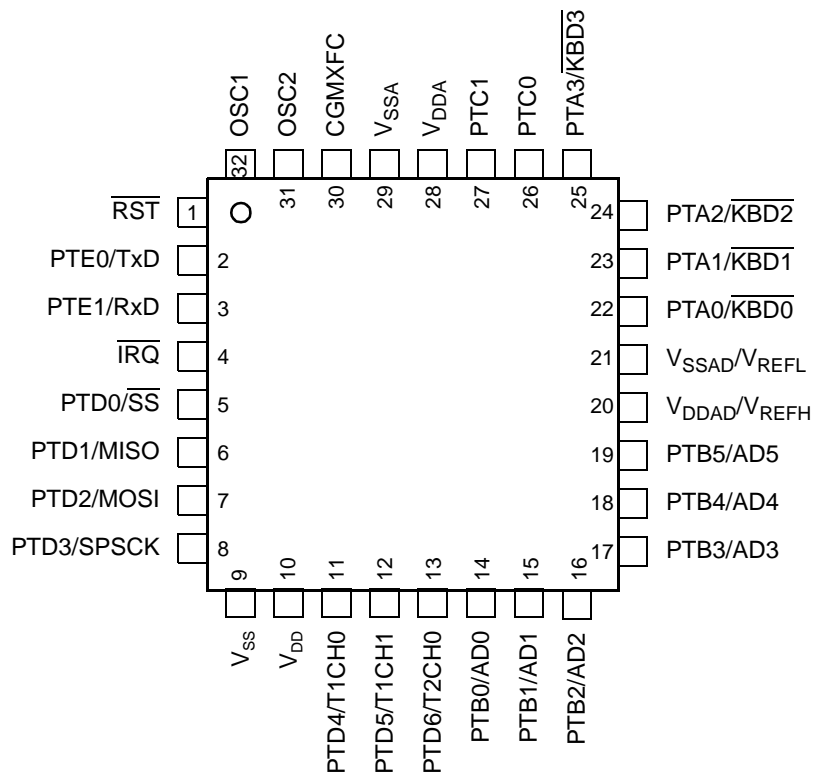 OSC1
OSC2
CGMXFC
VSSA
VDDA
PTC1
PTC0
PTA3/KBD3
32
31
30
29
28
27
26
25
RST 1
PTE0/TxD 2
PTE1/RxD 3
IRQ 4
PTD0/SS 5
PTD1/MISO 6
PTD2/MOSI 7
PTD3/SPSCK 8
24 PTA2/KBD2
23 PTA1/KBD1
22 PTA0/KBD0
21 VSSAD/VREFL
20 VDDAD/VREFH
19 PTB5/AD5
18 PTB4/AD4
17 PTB3/AD3
9
10
11
12
13
14
15
16
VSS
VDD
PTD4/T1CH0
PTD5/T1CH1
PTD6/T2CH0
PTB0/AD0
PTB1/AD1
PTB2/AD2